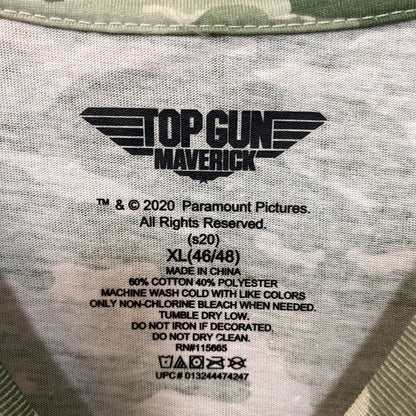 TOP GUN
MAVERICK
™ & © 2020 Paramount Pictures.
All Rights Reserved.
(s20)
XL(46/48)
MADE IN CHINA
60% COTTON 40% POLYESTER
MACHINE WASH COLD WITH LIKE COLORS
ONLY NON-CHLORINE BLEACH WHEN NEEDED.
TUMBLE DRY LOW.
DO NOT IRON IF DECORATED.
DO NOT DRY CLEAN.
RN#115665
UPC# 013244474247